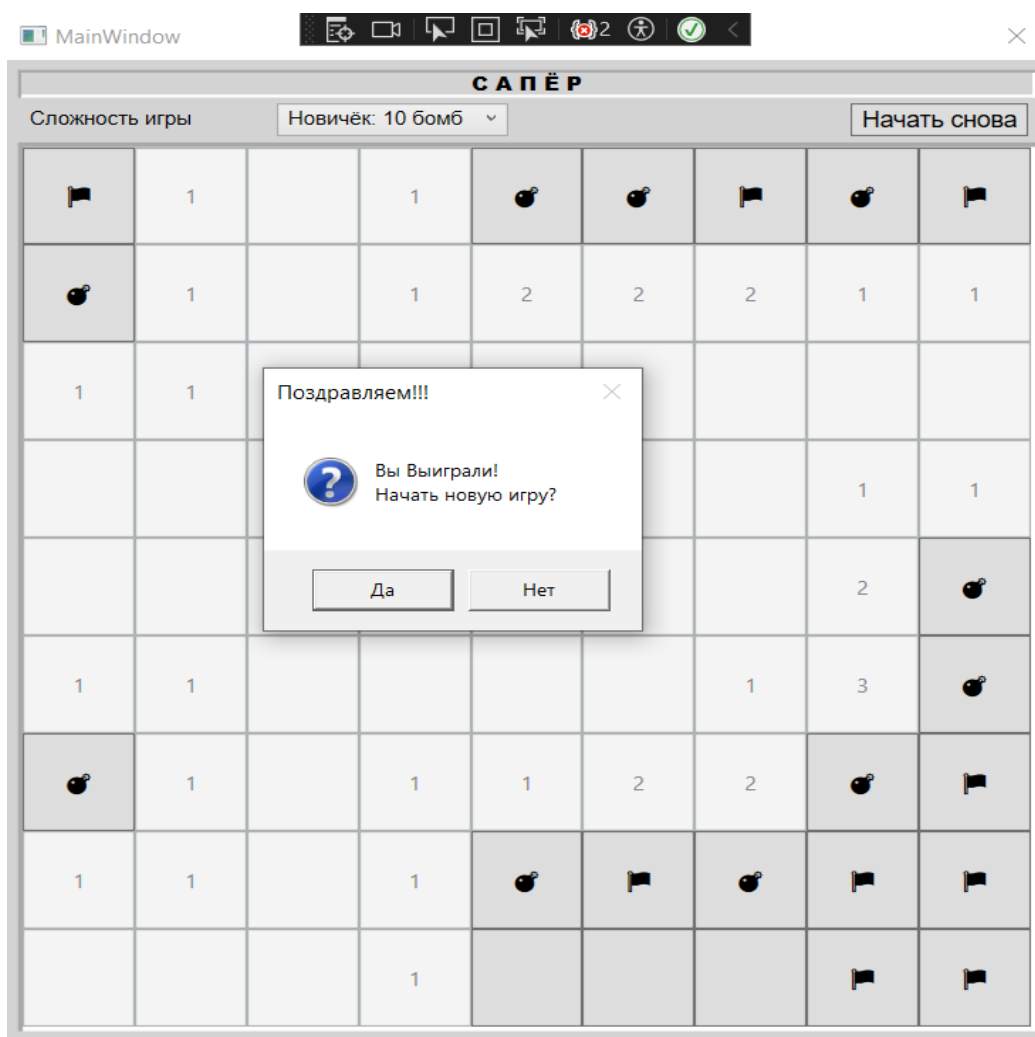 MainWindow
2
САПЁР
Сложность игры Новичёк: 10 бомб Начать снова
1 1
1 1 2 2 2 1 1
1 1
Поздравляем!!!
Вы Выиграли!
Начать новую игру?
1 1
Да Нет
2
1 1 1 3
1 1 1 2 2
1 1 1
1